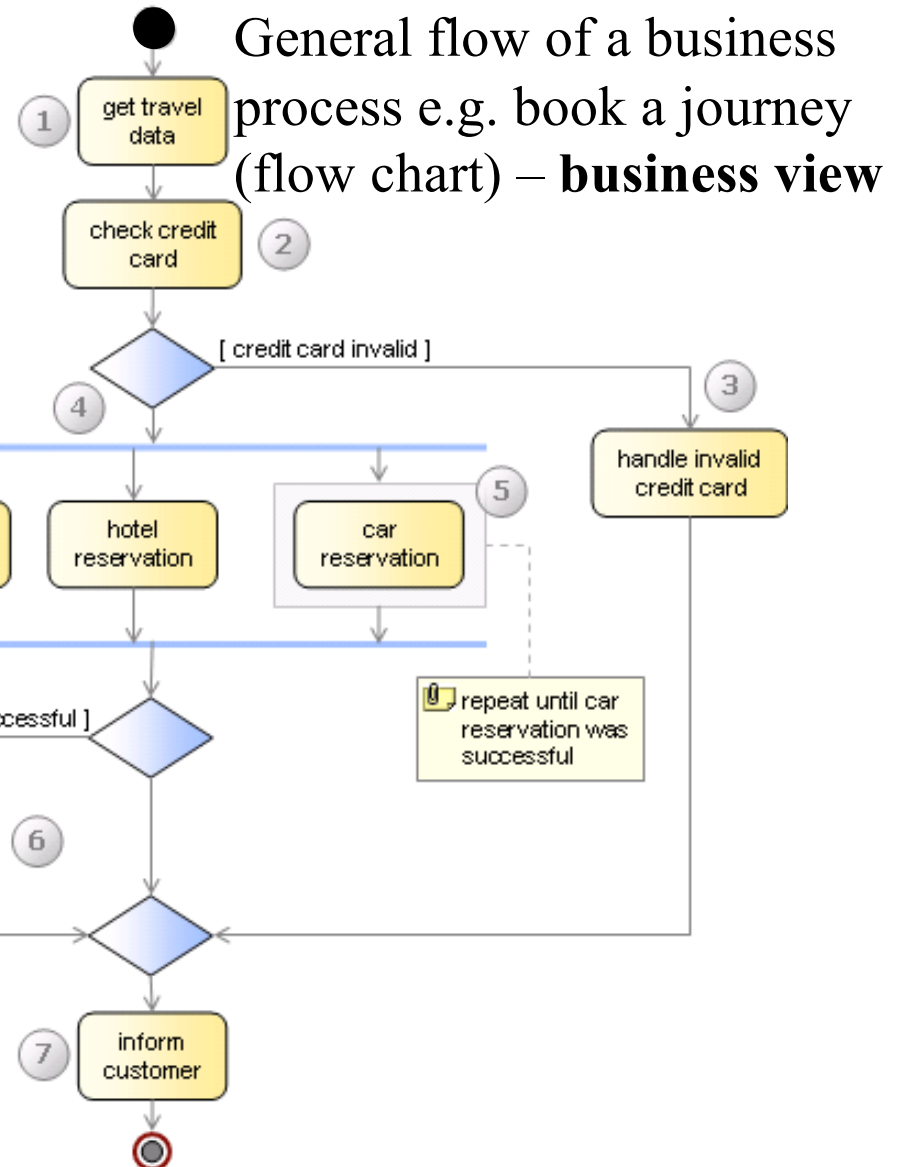 General flow of a business
process e.g. book a journey
(flow chart) – business view
1
get travel
data
check credit
card
2
[ credit card invalid ]
3
4
handle invalid
credit card
5
hotel
reservation
car
reservation
repeat until car
reservation was
successful
ccessful ]
6
7
inform
customer